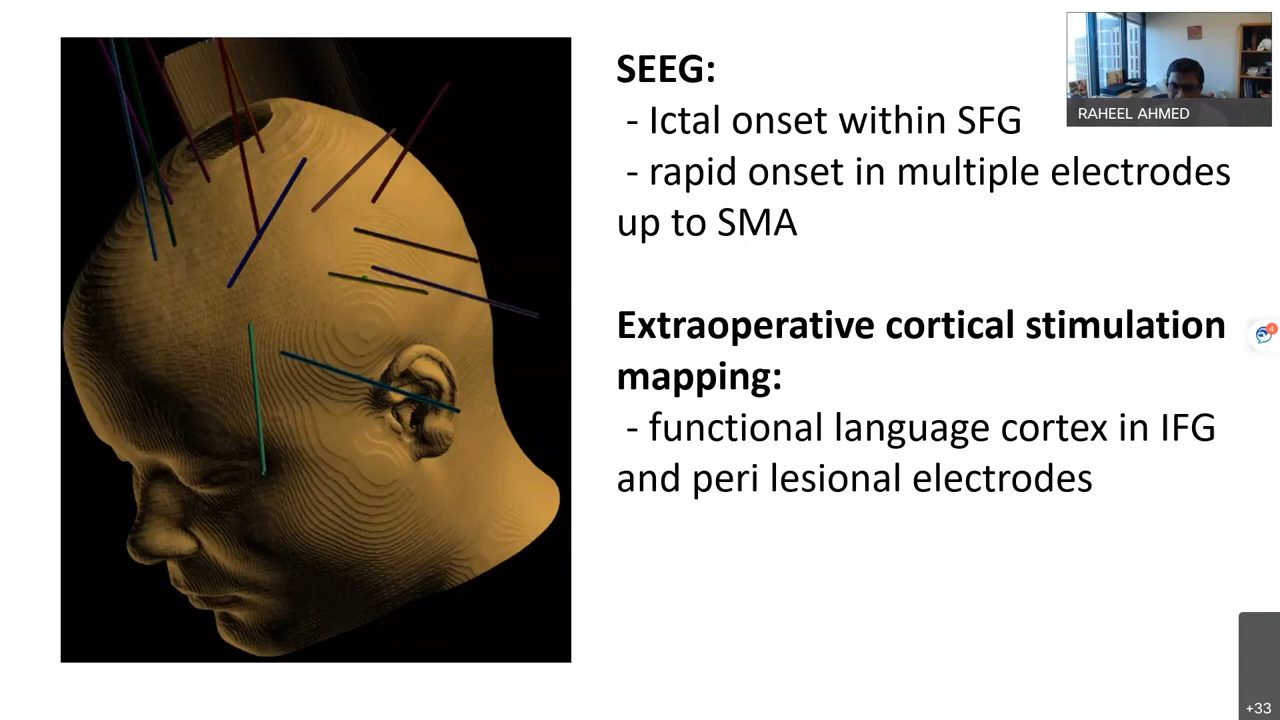 SEEG:
- Ictal onset within SFG
- rapid onset in multiple electrodes
up to SMA
Extraoperative cortical stimulation
mapping:
- functional language cortex in IFG
and peri lesional electrodes
RAHEEL AHMED
4
+33